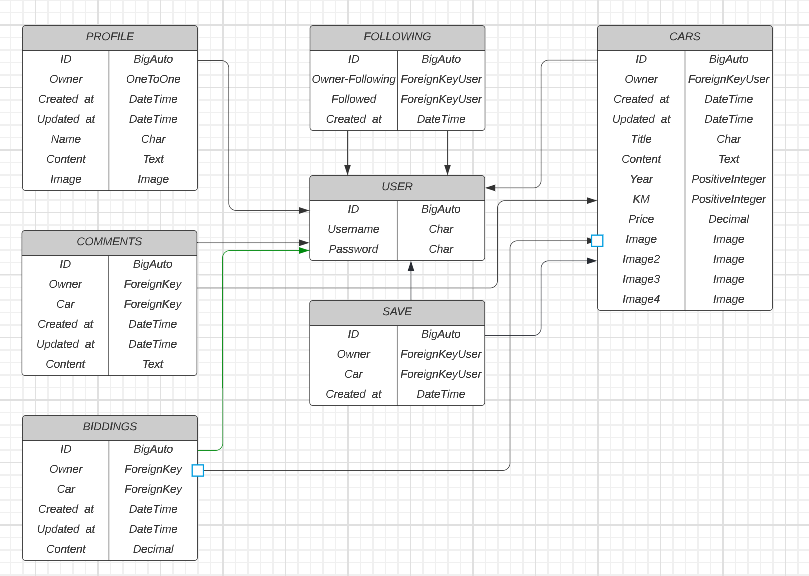 PROFILE
ID BigAuto
Owner OneToOne
Created at DateTime
Updated at DateTime
Name Char
Content Text
Image Image
FOLLOWING
ID BigAuto
Owner-Following ForeignKeyUser
Followed ForeignKeyUser
Created at DateTime
CARS
ID BigAuto
Owner ForeignKeyUser
Created at DateTime
Updated at DateTime
Title Char
Content Text
Year PositiveInteger
KM PositiveInteger
Price Decimal
Image Image
Image2 Image
Image3 Image
Image4 Image
USER
ID BigAuto
Username Char
Password Char
COMMENTS
ID BigAuto
Owner ForeignKey
Car ForeignKey
Created at DateTime
Updated at DateTime
Content Text
SAVE
ID BigAuto
Owner ForeignKeyUser
Car ForeignKeyUser
Created at DateTime
BIDDINGS
ID BigAuto
Owner ForeignKey
Car ForeignKey
Created at DateTime
Updated at DateTime
Content Decimal